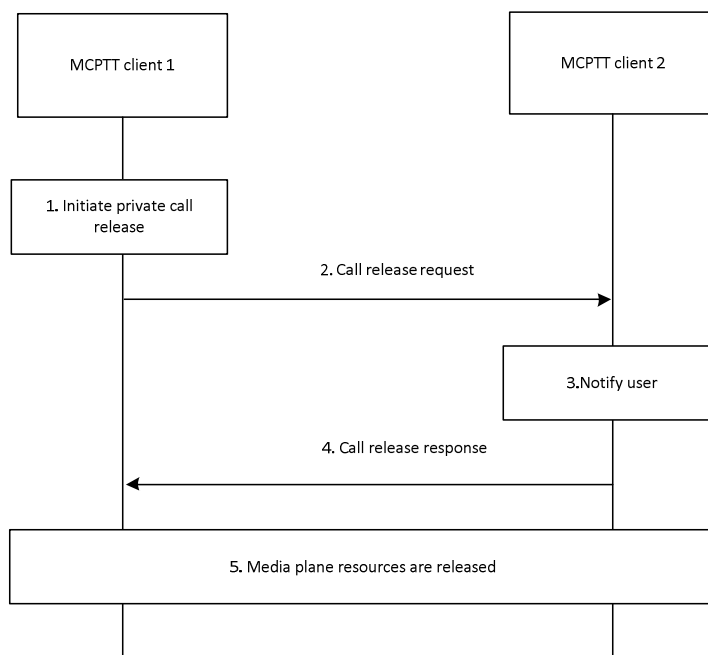 MCPTT client 1
MCPTT client 2
1. Initiate private call
release
2. Call release request
3.Notify user
4. Call release response
5. Media plane resources are released